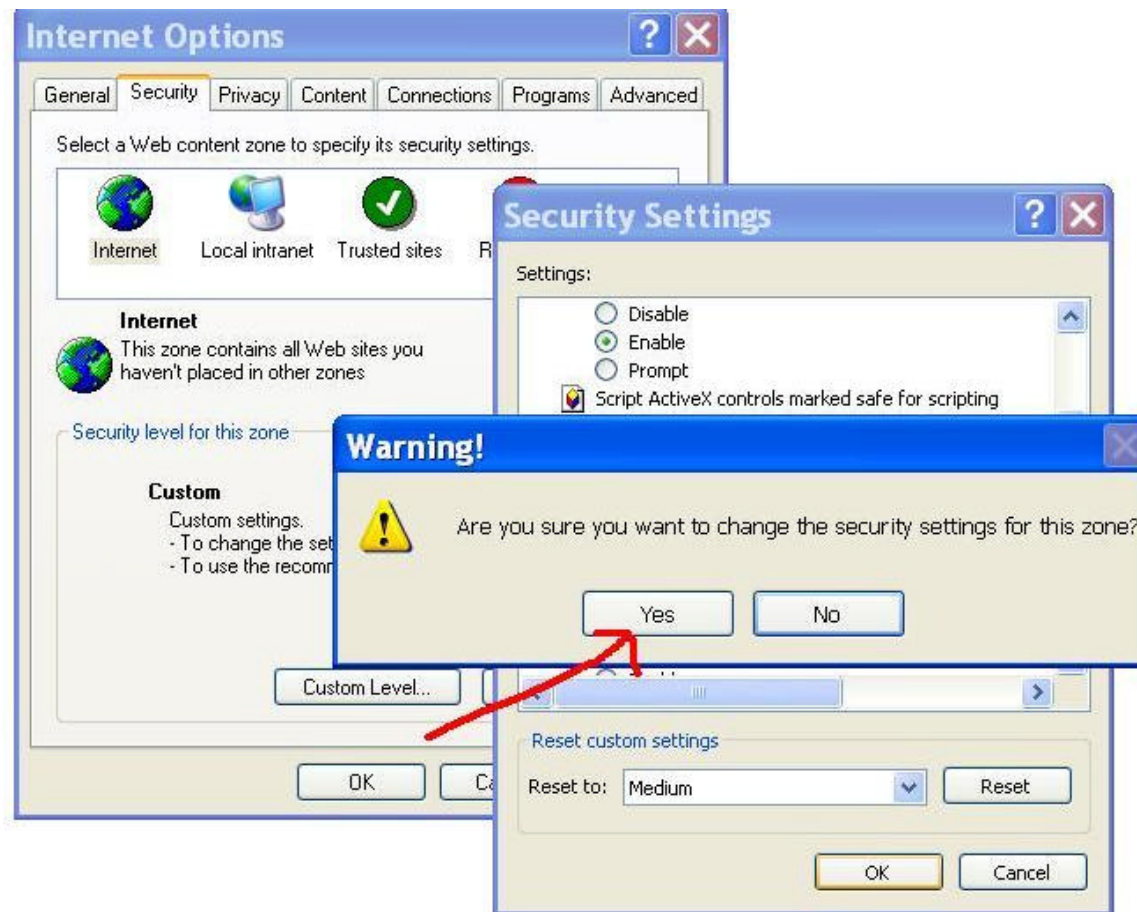 Internet Options
General Security Privacy Content Connections Programs Advanced
Select a Web content zone to specify its security settings.
Internet Local intranet Trusted sites
Internet
This zone contains all Web sites you
haven't placed in other zones
Security level for this zone
Custom
Custom settings.
- To change the
- To use the
Custom Level...
OK
Security Settings
Settings:
Disable
Enable
Prompt
Script ActiveX controls marked safe for scripting
Warning!
Are you sure you want to change the security settings for this zone?
Yes No
Reset custom settings
Reset to: Medium Reset
OK Cancel